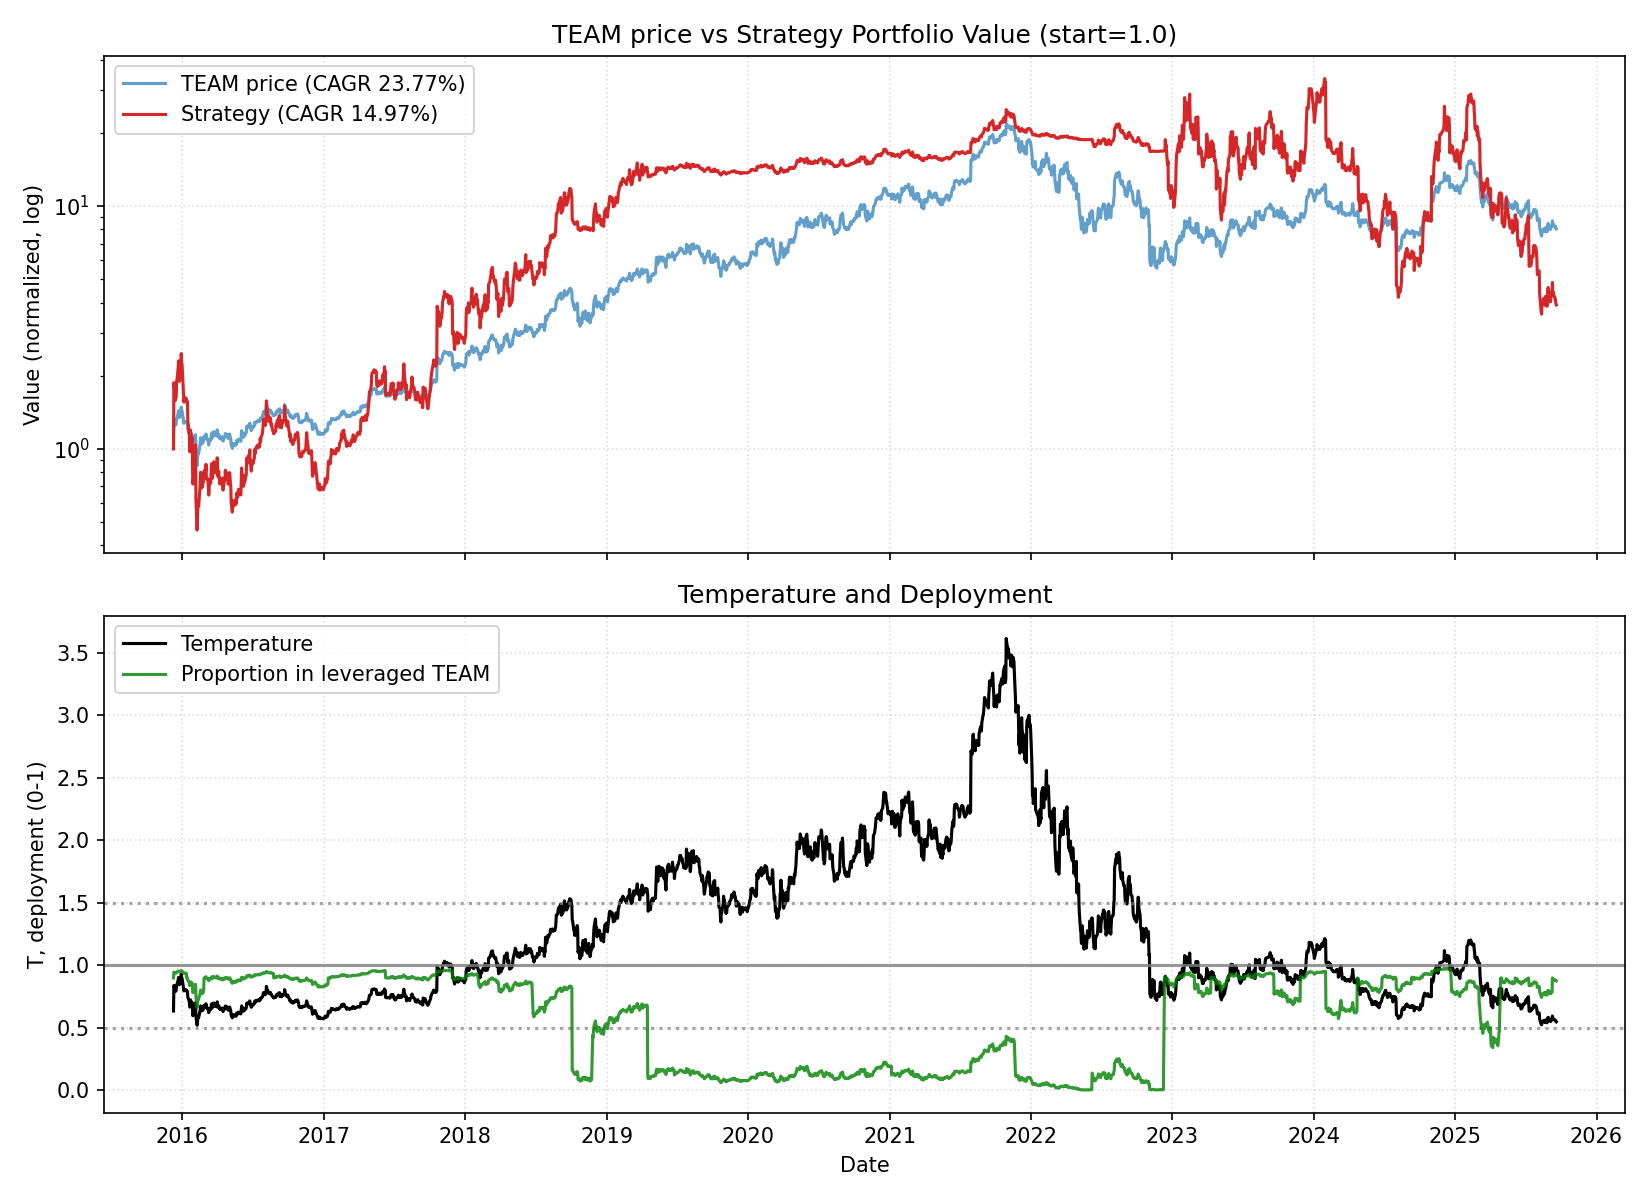 TEAM price vs Strategy Portfolio Value (start=1.0)
TEAM price (CAGR 23.77%)
Strategy (CAGR 14.97%)
Value (normalized, log)
10¹
10⁰
Temperature and Deployment
Temperature
Proportion in leveraged TEAM
T, deployment (0-1)
3.5
3.0
2.5
2.0
1.5
1.0
0.5
0.0
2016 2017 2018 2019 2020 2021 2022 2023 2024 2025 2026
Date